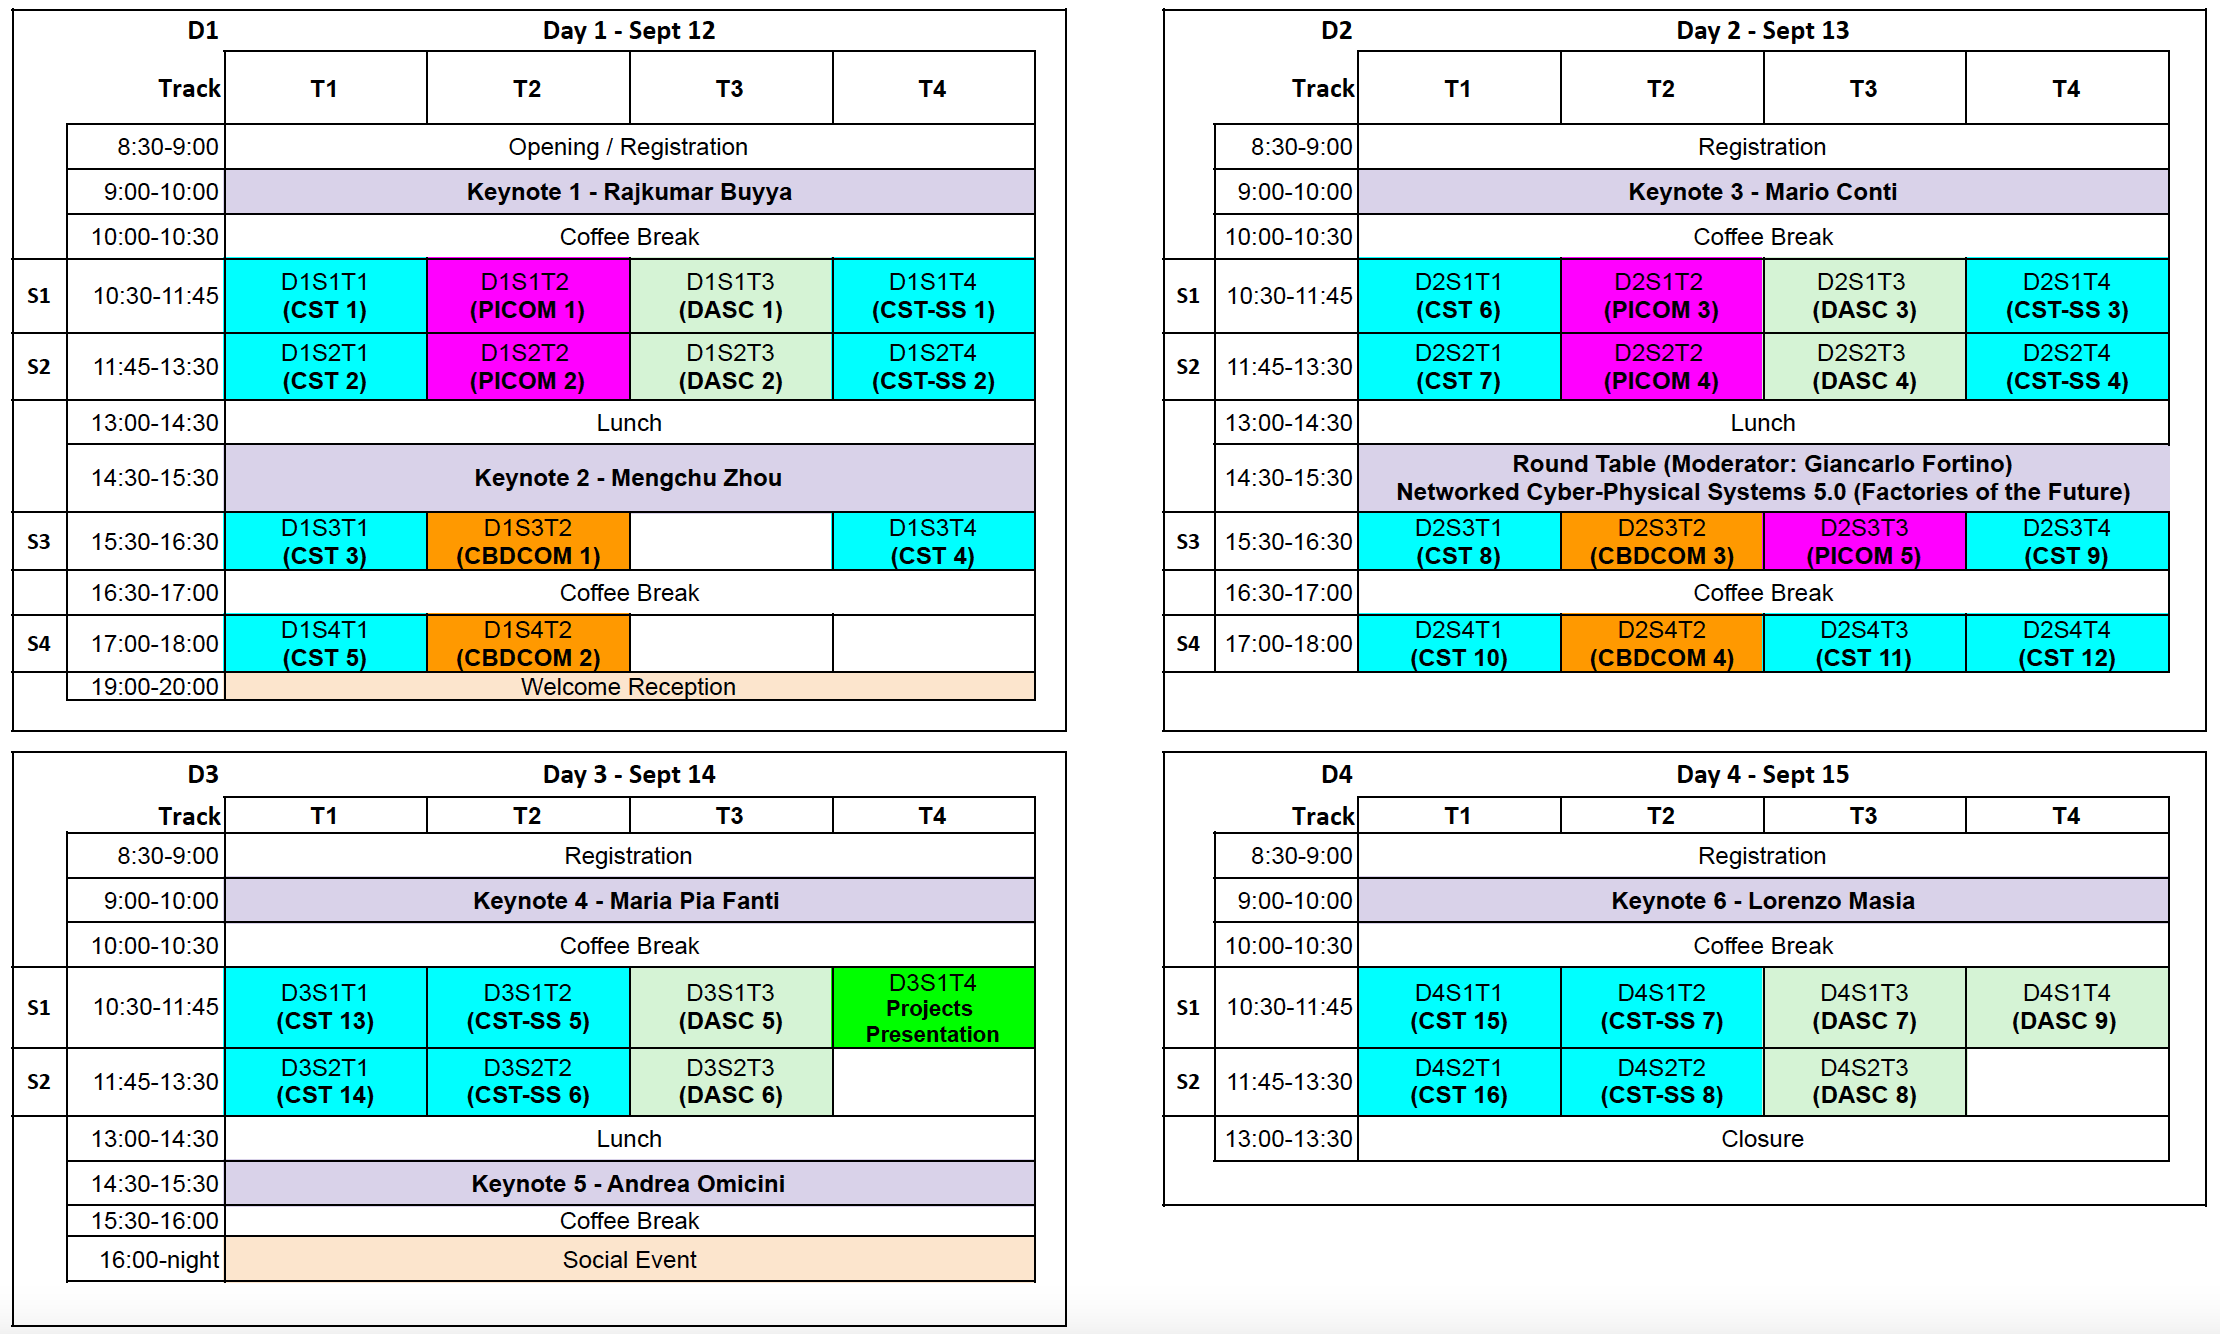 D1 Day 1 - Sept 12
Track T1 T2 T3 T4
8:30-9:00 Opening / Registration
9:00-10:00 Keynote 1 - Rajkumar Buyya
10:00-10:30 Coffee Break
S1 10:30-11:45 D1S1T1 D1S1T2 D1S1T3 D1S1T4
(CST 1) (PICOM 1) (DASC 1) (CST-SS 1)
S2 11:45-13:30 D1S2T1 D1S2T2 D1S2T3 D1S2T4
(CST 2) (PICOM 2) (DASC 2) (CST-SS 2)
13:00-14:30 Lunch
14:30-15:30 Keynote 2 - Mengchu Zhou
S3 15:30-16:30 D1S3T1 D1S3T2 D1S3T4
(CST 3) (CBDCOM 1) (CST 4)
16:30-17:00 Coffee Break
S4 17:00-18:00 D1S4T1 D1S4T2
(CST 5) (CBDCOM 2)
19:00-20:00 Welcome Reception
D2 Day 2 - Sept 13
Track T1 T2 T3 T4
8:30-9:00 Registration
9:00-10:00 Keynote 3 - Mario Conti
10:00-10:30 Coffee Break
S1 10:30-11:45 D2S1T1 D2S1T2 D2S1T3 D2S1T4
(CST 6) (PICOM 3) (DASC 3) (CST-SS 3)
S2 11:45-13:30 D2S2T1 D2S2T2 D2S2T3 D2S2T4
(CST 7) (PICOM 4) (DASC 4) (CST-SS 4)
13:00-14:30 Lunch
14:30-15:30 Round Table (Moderator: Giancarlo Fortino)
Networked Cyber-Physical Systems 5.0 (Factories of the Future)
S3 15:30-16:30 D2S3T1 D2S3T2 D2S3T3 D2S3T4
(CST 8) (CBDCOM 3) (PICOM 5) (CST 9)
16:30-17:00 Coffee Break
S4 17:00-18:00 D2S4T1 D2S4T2 D2S4T3 D2S4T4
(CST 10) (CBDCOM 4) (CST 11) (CST 12)
D3 Day 3 - Sept 14
Track T1 T2 T3 T4
8:30-9:00 Registration
9:00-10:00 Keynote 4 - Maria Pia Fanti
10:00-10:30 Coffee Break
S1 10:30-11:45 D3S1T1 D3S1T2 D3S1T3 D3S1T4
(CST 13) (CST-SS 5) (DASC 5) Projects
Presentation
S2 11:45-13:30 D3S2T1 D3S2T2 D3S2T3
(CST 14) (CST-SS 6) (DASC 6)
13:00-14:30 Lunch
14:30-15:30 Keynote 5 - Andrea Omicini
15:30-16:00 Coffee Break
16:00-night Social Event
D4 Day 4 - Sept 15
Track T1 T2 T3 T4
8:30-9:00 Registration
9:00-10:00 Keynote 6 - Lorenzo Masia
10:00-10:30 Coffee Break
S1 10:30-11:45 D4S1T1 D4S1T2 D4S1T3 D4S1T4
(CST 15) (CST-SS 7) (DASC 7) (DASC 9)
S2 11:45-13:30 D4S2T1 D4S2T2 D4S2T3
(CST 16) (CST-SS 8) (DASC 8)
13:00-13:30 Closure